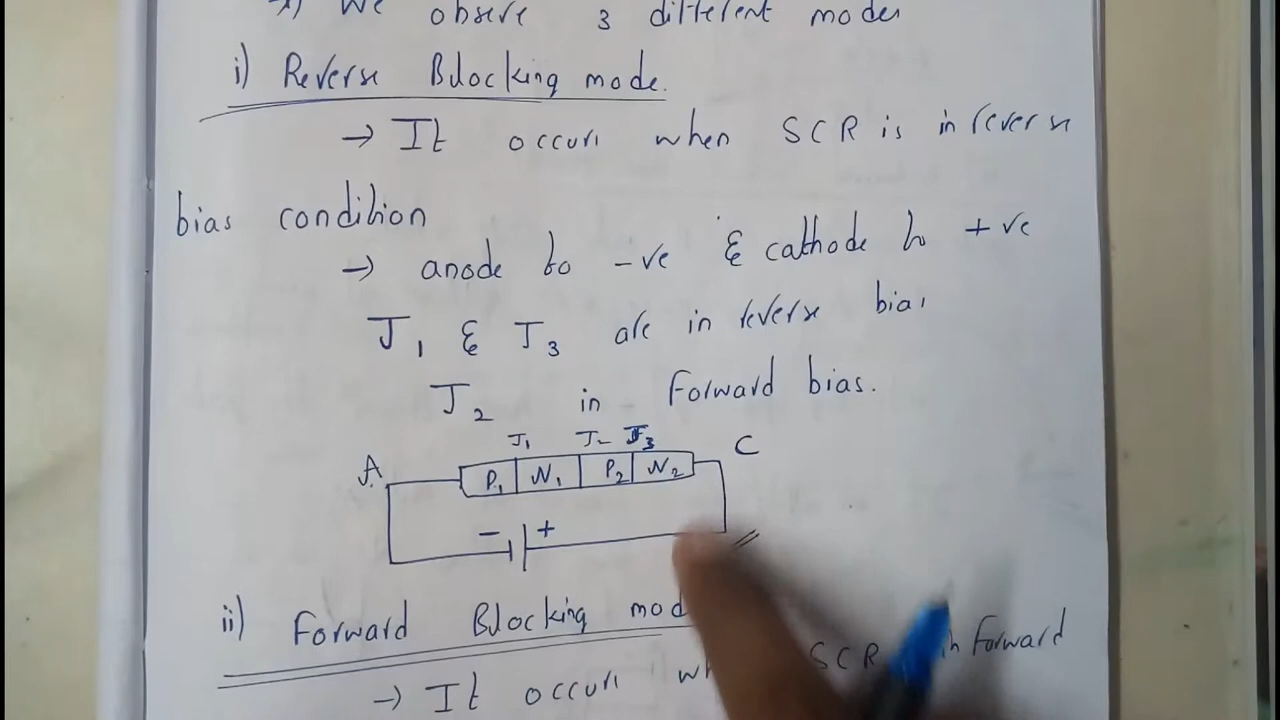 We observe 3 different modes
i) Reverse Blocking mode.
→ It occurs when SCR is in reverse
bias condition
→ anode to -ve & cathode to +ve
J1 & J3 are in reverse bias
J2 in Forward bias.
J1 J2 J3
A P1 N1 P2 N2 C
- +
ii) Forward Blocking mod
→ It occurs SCR in Forward